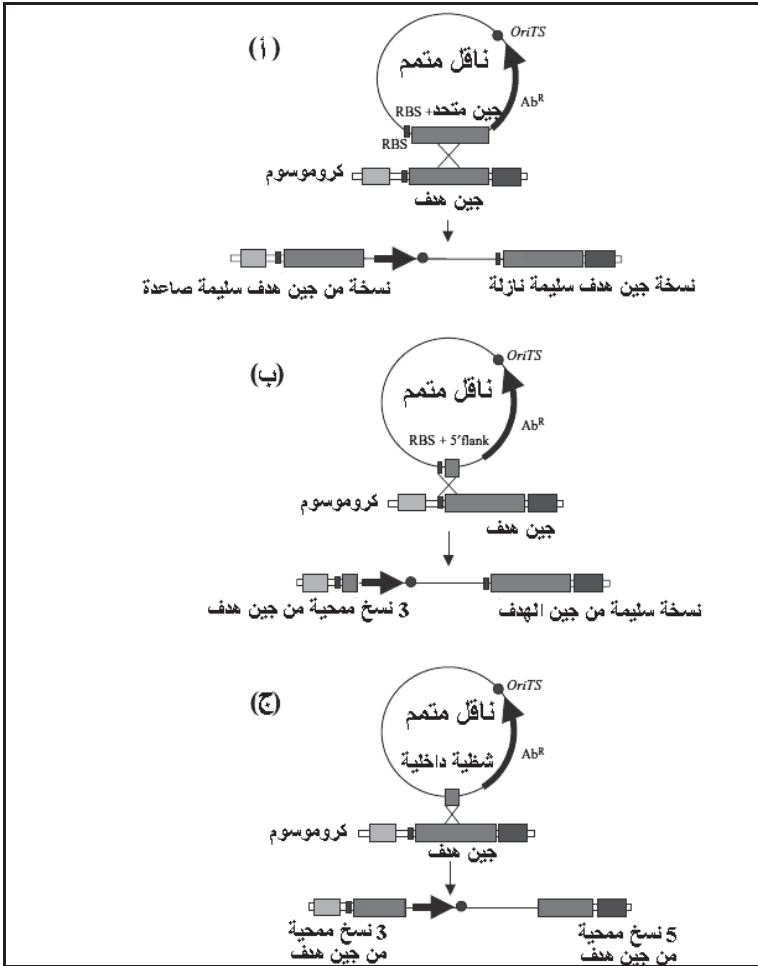 (أ)
OriTS
ناقل متمم
Ab^R
RBS + جين متحد
RBS
كروموسوم
جين هدف
نسخة من جين هدف سليمة صاعدة
نسخة جين هدف سليمة نازلة
(ب)
OriTS
ناقل متمم
Ab^R
RBS + 5'flank
كروموسوم
جين هدف
3 نسخ ممحية من جين هدف
نسخة سليمة من جين الهدف
(ج)
OriTS
ناقل متمم
Ab^R
شظية داخلية
كروموسوم
جين هدف
3 نسخ ممحية
من جين هدف
5 نسخ ممحية
من جين هدف